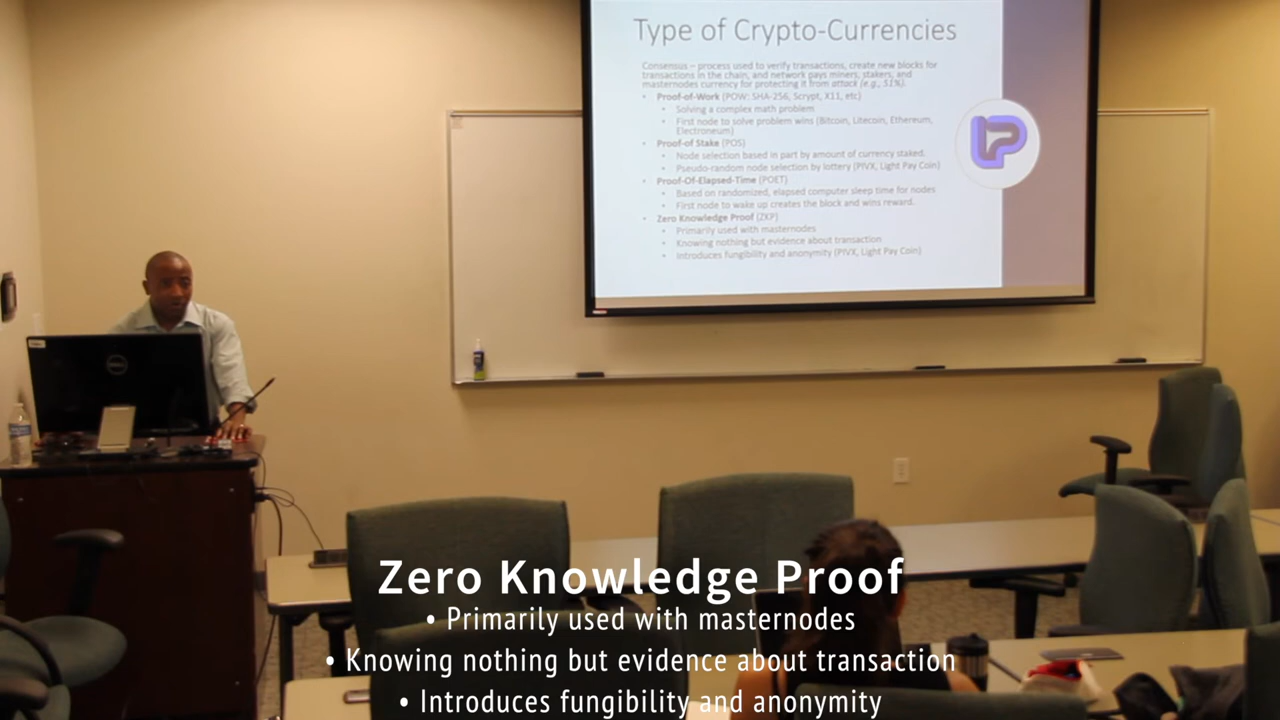 Type of Crypto-Currencies
Consensus – process used to verify transactions, create new blocks for
transactions in the chain, and network pays miners, stakers, and
masternodes currency for protecting it from attack (e.g., 51%).
• Proof-of-Work (POW: SHA-256, Scrypt, X11, etc)
• Solving a complex math problem
• First node to solve problem wins (Bitcoin, Litecoin, Ethereum,
Electroneum)
• Proof-of Stake (POS)
• Node selection based in part by amount of currency staked.
• Pseudo-random node selection by lottery (PIVX, Light Pay Coin)
• Proof-Of-Elapsed-Time (POET)
• Based on randomized, elapsed computer sleep time for nodes
• First node to wake up creates the block and wins reward.
• Zero Knowledge Proof (ZKP)
• Primarily used with masternodes
• Knowing nothing but evidence about transaction
• Introduces fungibility and anonymity (PIVX, Light Pay Coin)
LP
DELL
Zero Knowledge Proof
• Primarily used with masternodes
• Knowing nothing but evidence about transaction
• Introduces fungibility and anonymity